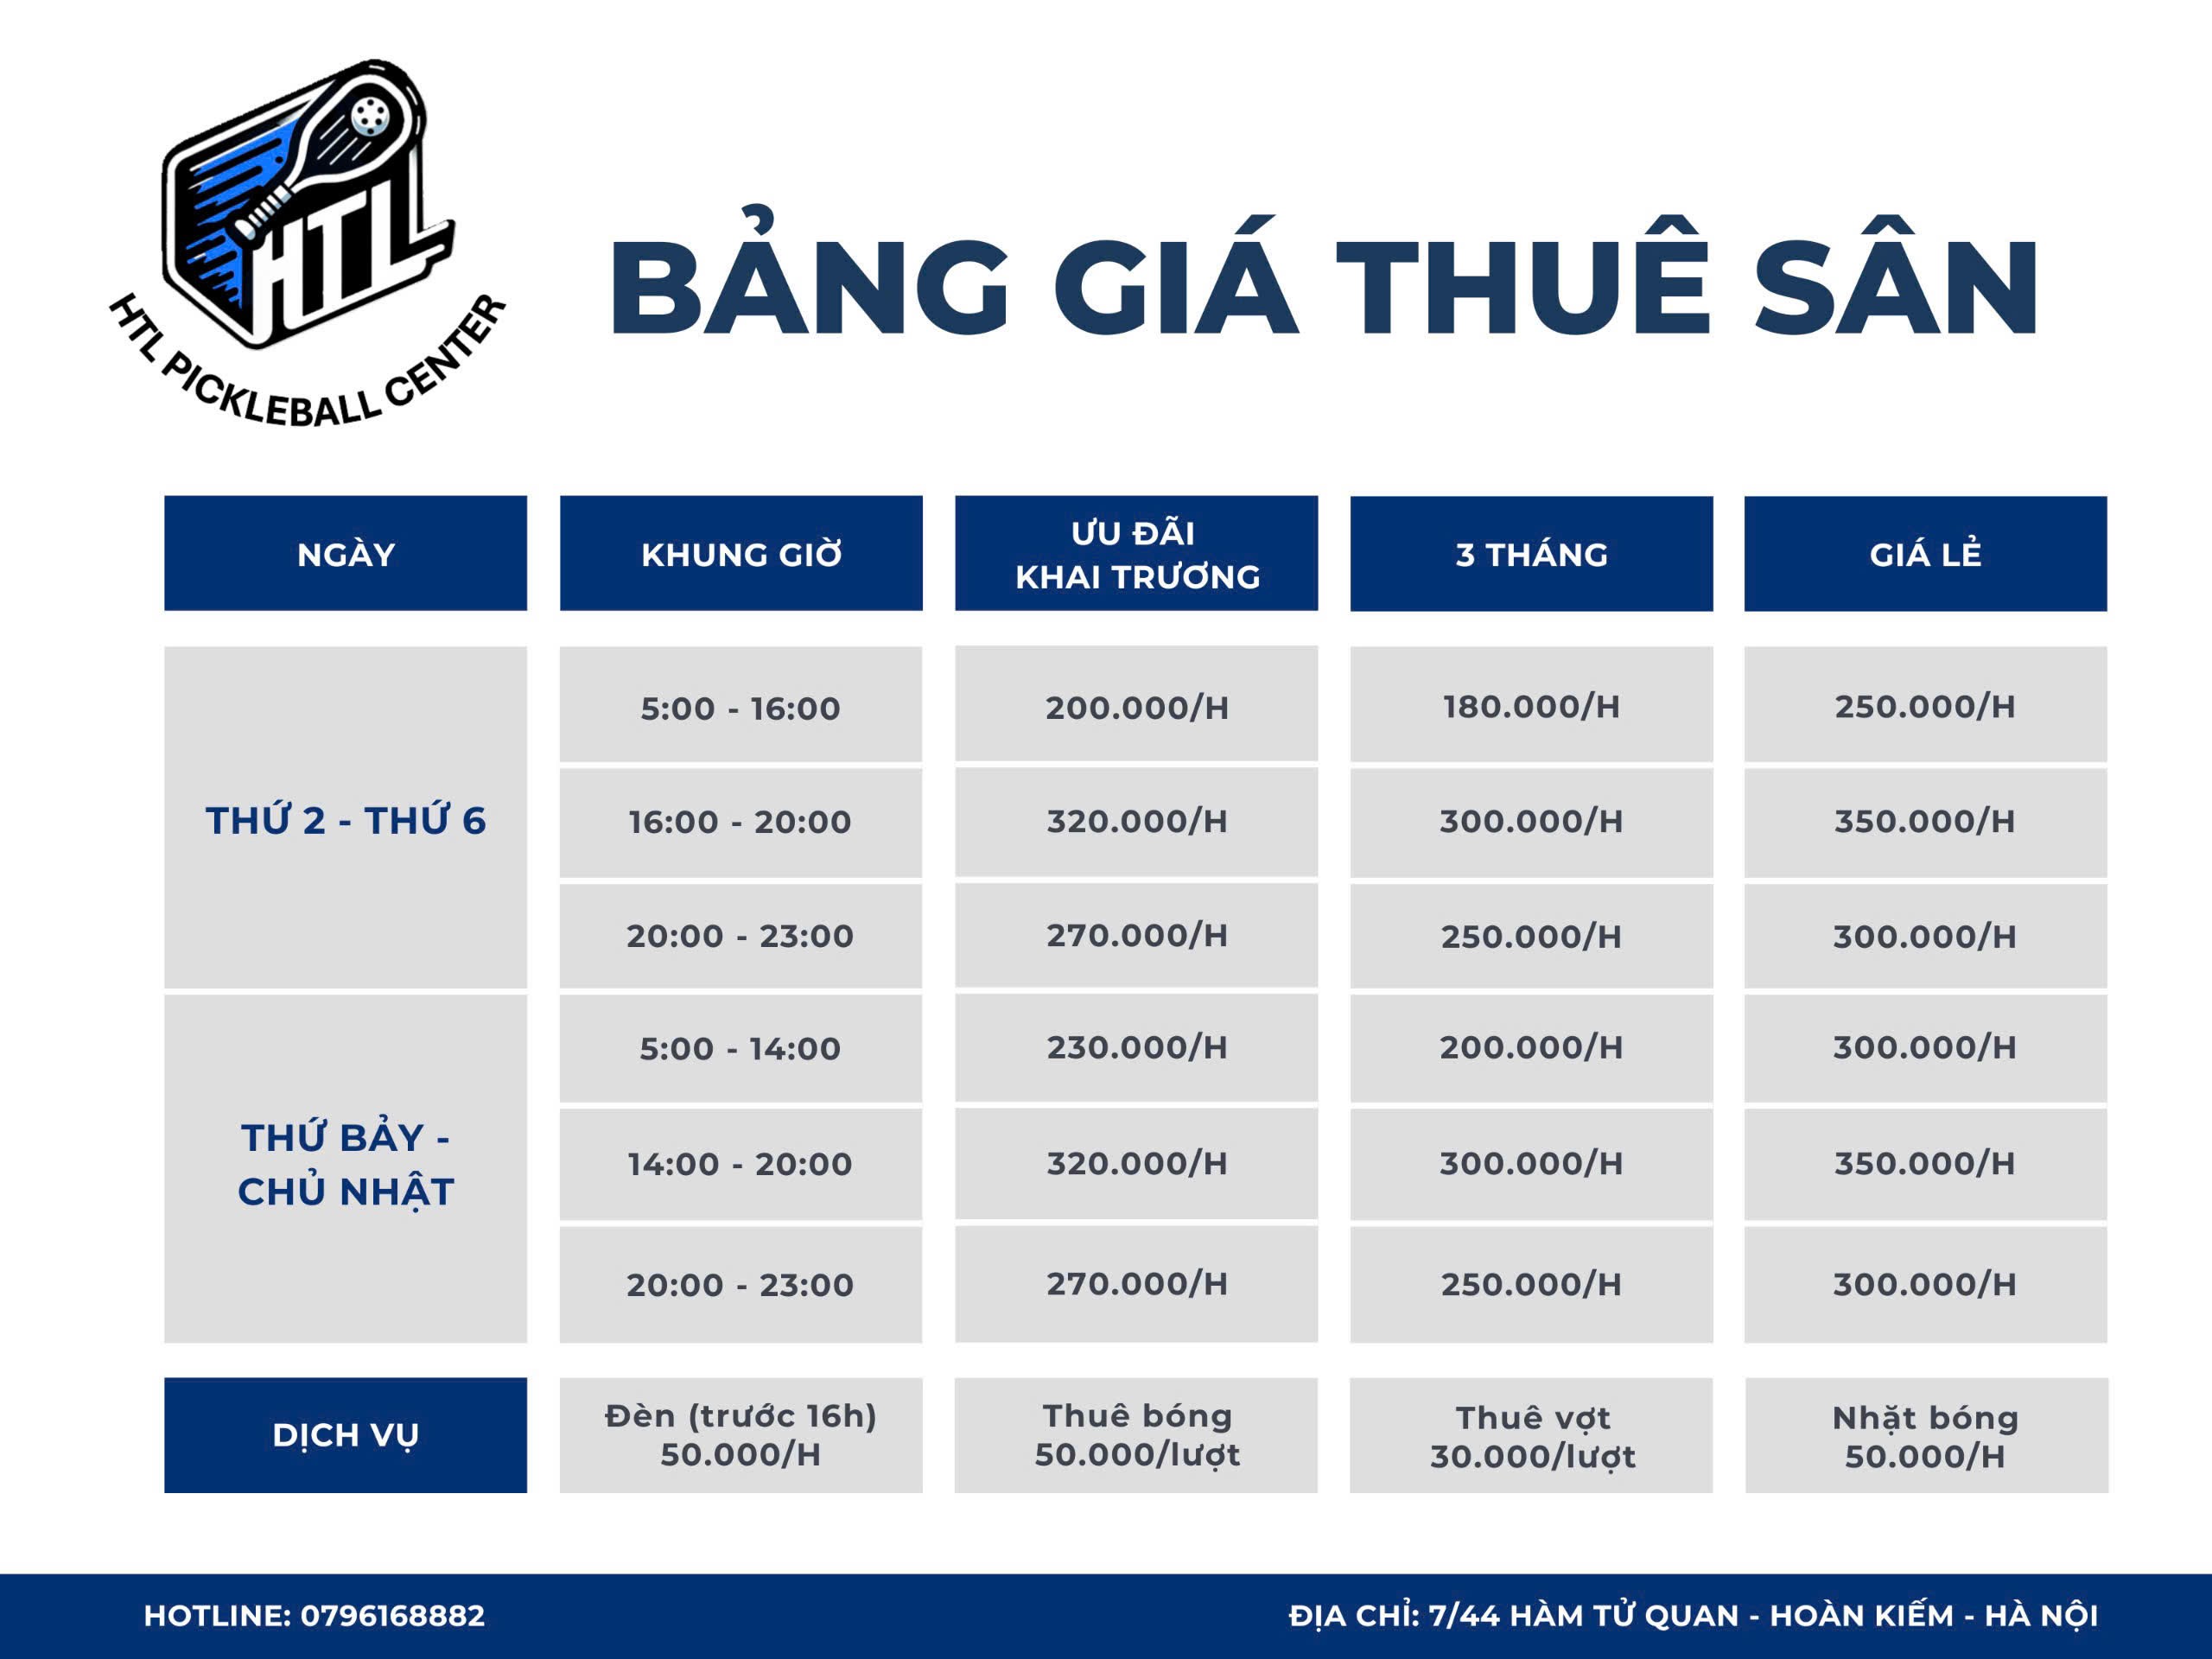 HTL
HTL PICKLEBALL CENTER
BẢNG GIÁ THUÊ SÂN
NGÀY
KHUNG GIỜ
ƯU ĐÃI
KHAI TRƯƠNG
3 THÁNG
GIÁ LẺ
THỨ 2 - THỨ 6
5:00 - 16:00
200.000/H
180.000/H
250.000/H
16:00 - 20:00
320.000/H
300.000/H
350.000/H
20:00 - 23:00
270.000/H
250.000/H
300.000/H
THỨ BẢY -
CHỦ NHẬT
5:00 - 14:00
230.000/H
200.000/H
300.000/H
14:00 - 20:00
320.000/H
300.000/H
350.000/H
20:00 - 23:00
270.000/H
250.000/H
300.000/H
DỊCH VỤ
Đèn (trước 16h)
50.000/H
Thuê bóng
50.000/lượt
Thuê vợt
30.000/lượt
Nhặt bóng
50.000/H
HOTLINE: 0796168882
ĐỊA CHỈ: 7/44 HÀM TỬ QUAN - HOÀN KIẾM - HÀ NỘI